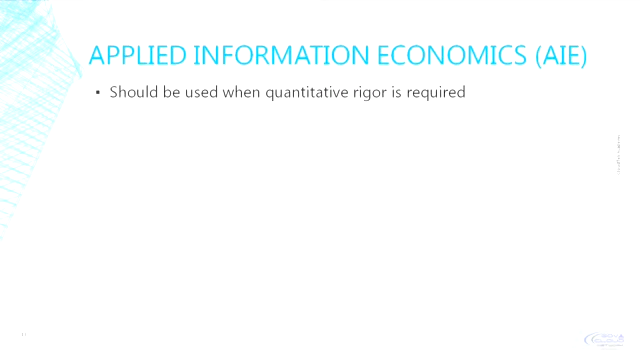 APPLIED INFORMATION ECONOMICS (AIE)
▪ Should be used when quantitative rigor is required